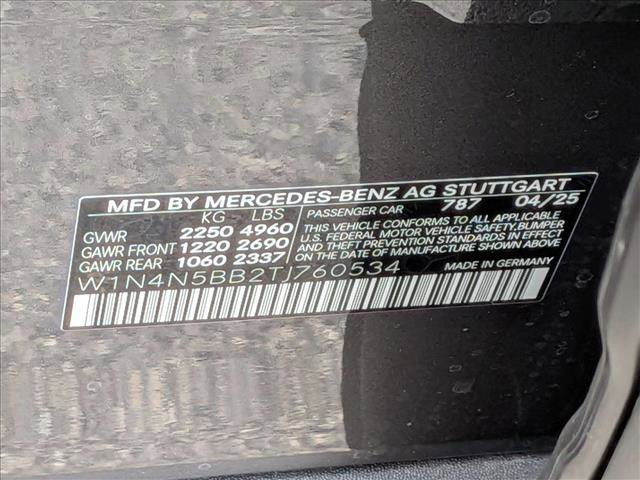 MFD BY MERCEDES-BENZ AG STUTTGART
KG LBS
GVWR 2250 4960
GAWR FRONT 1220 2690
GAWR REAR 1060 2337
PASSENGER CAR 787 04/25
THIS VEHICLE CONFORMS TO ALL APPLICABLE
U.S. FEDERAL MOTOR VEHICLE SAFETY,BUMPER
AND THEFT PREVENTION STANDARDS IN EFFECT
ON THE DATE OF MANUFACTURE SHOWN ABOVE.
MADE IN GERMANY
W1N4N5BB2TJ760534